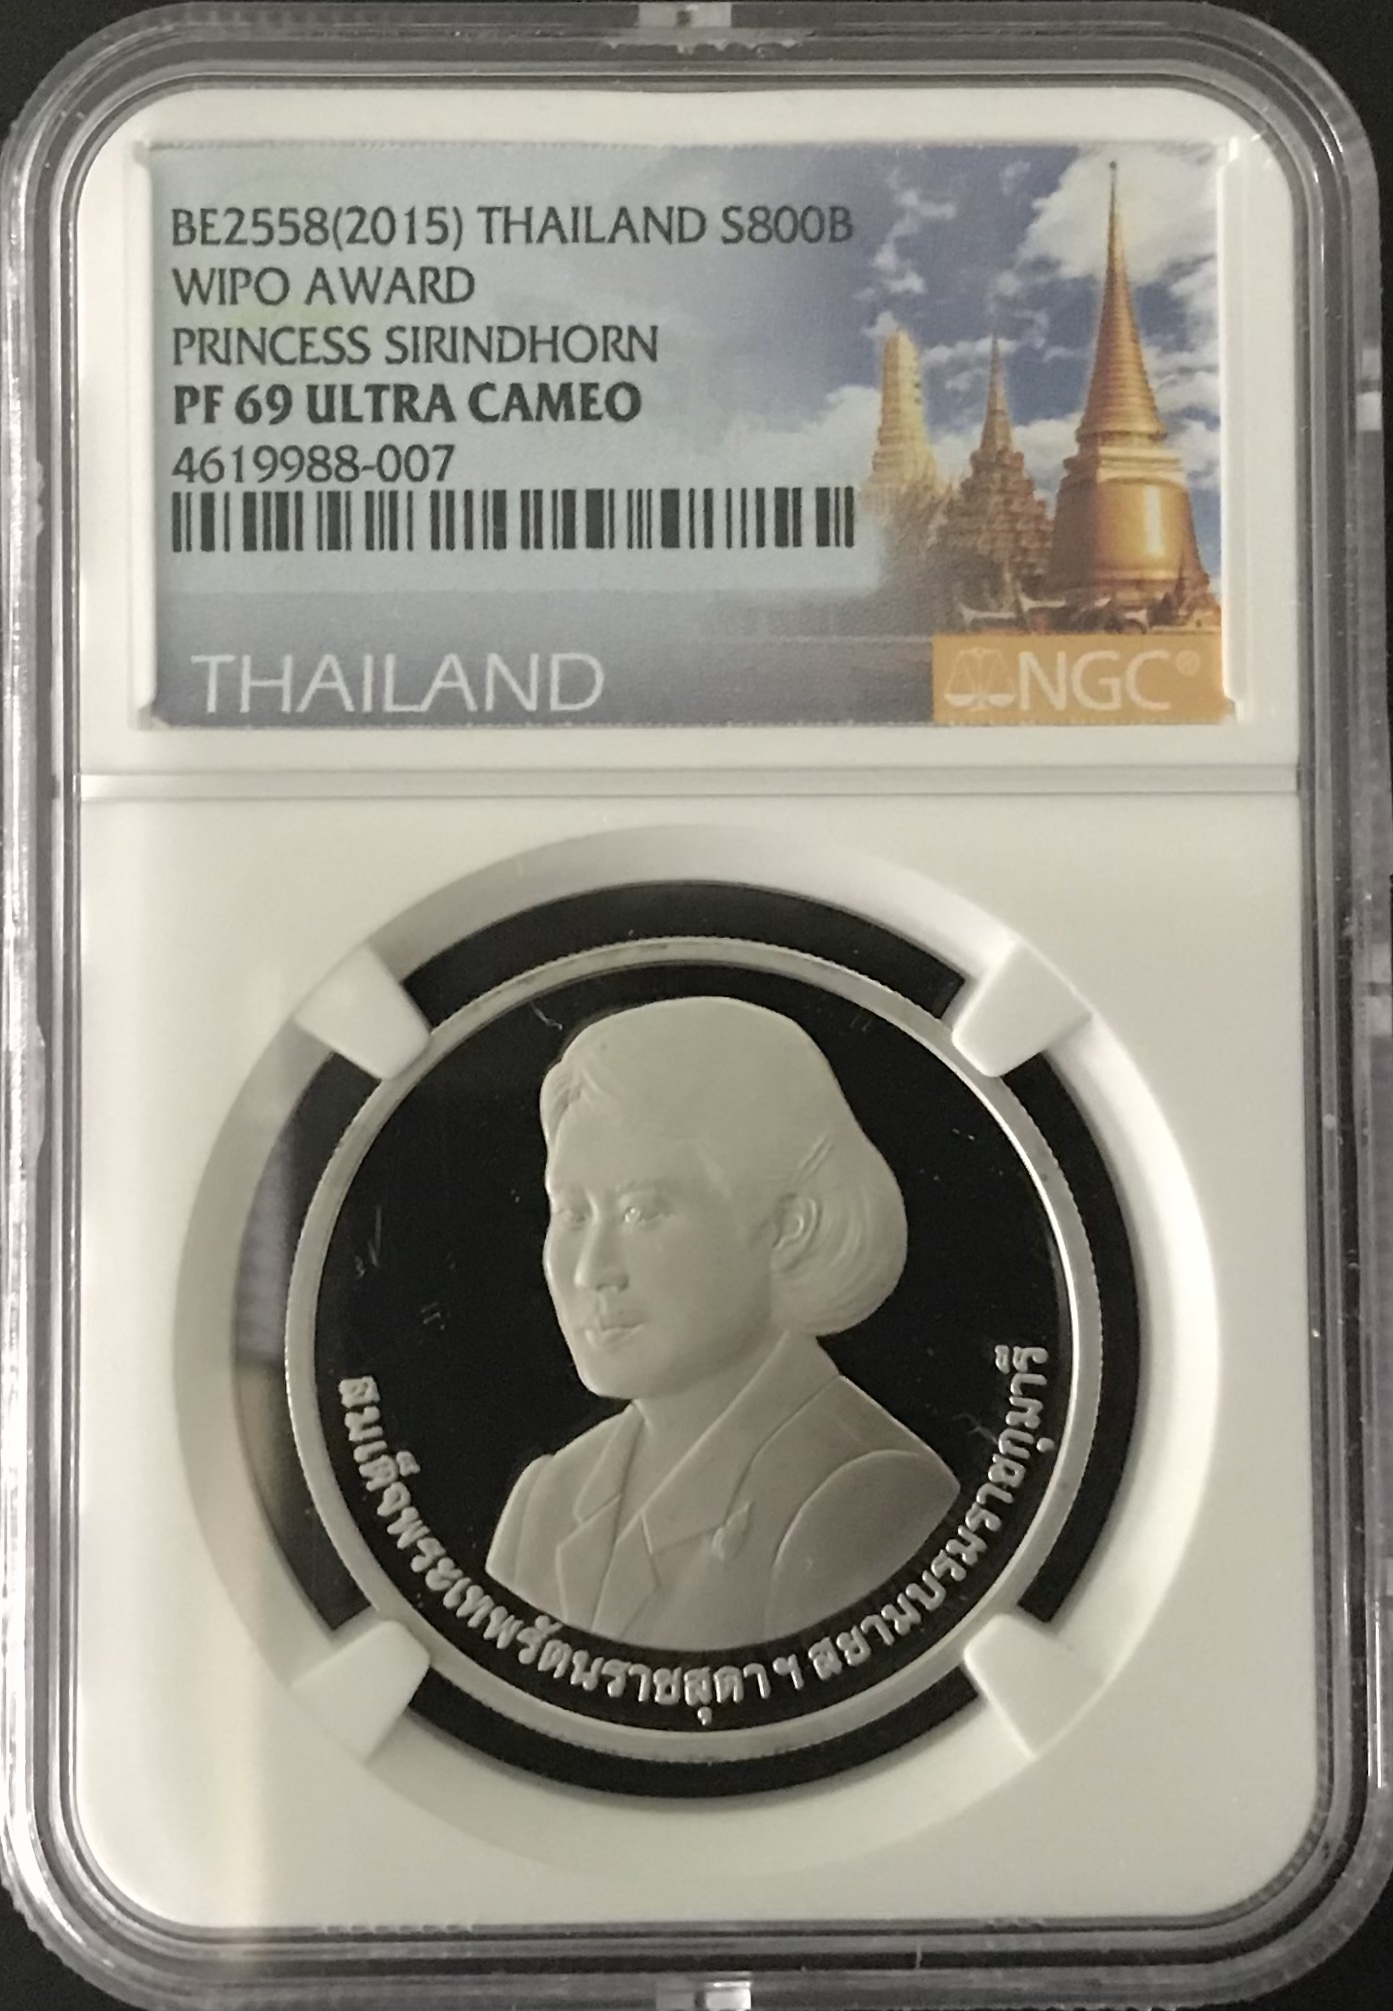 BE2558(2015) THAILAND S800B
WIPO AWARD
PRINCESS SIRINDHORN
PF 69 ULTRA CAMEO
4619988-007
THAILAND
NGC®
สมเด็จพระเทพรัตนราชสุดาฯ สยามบรมราชกุมารี